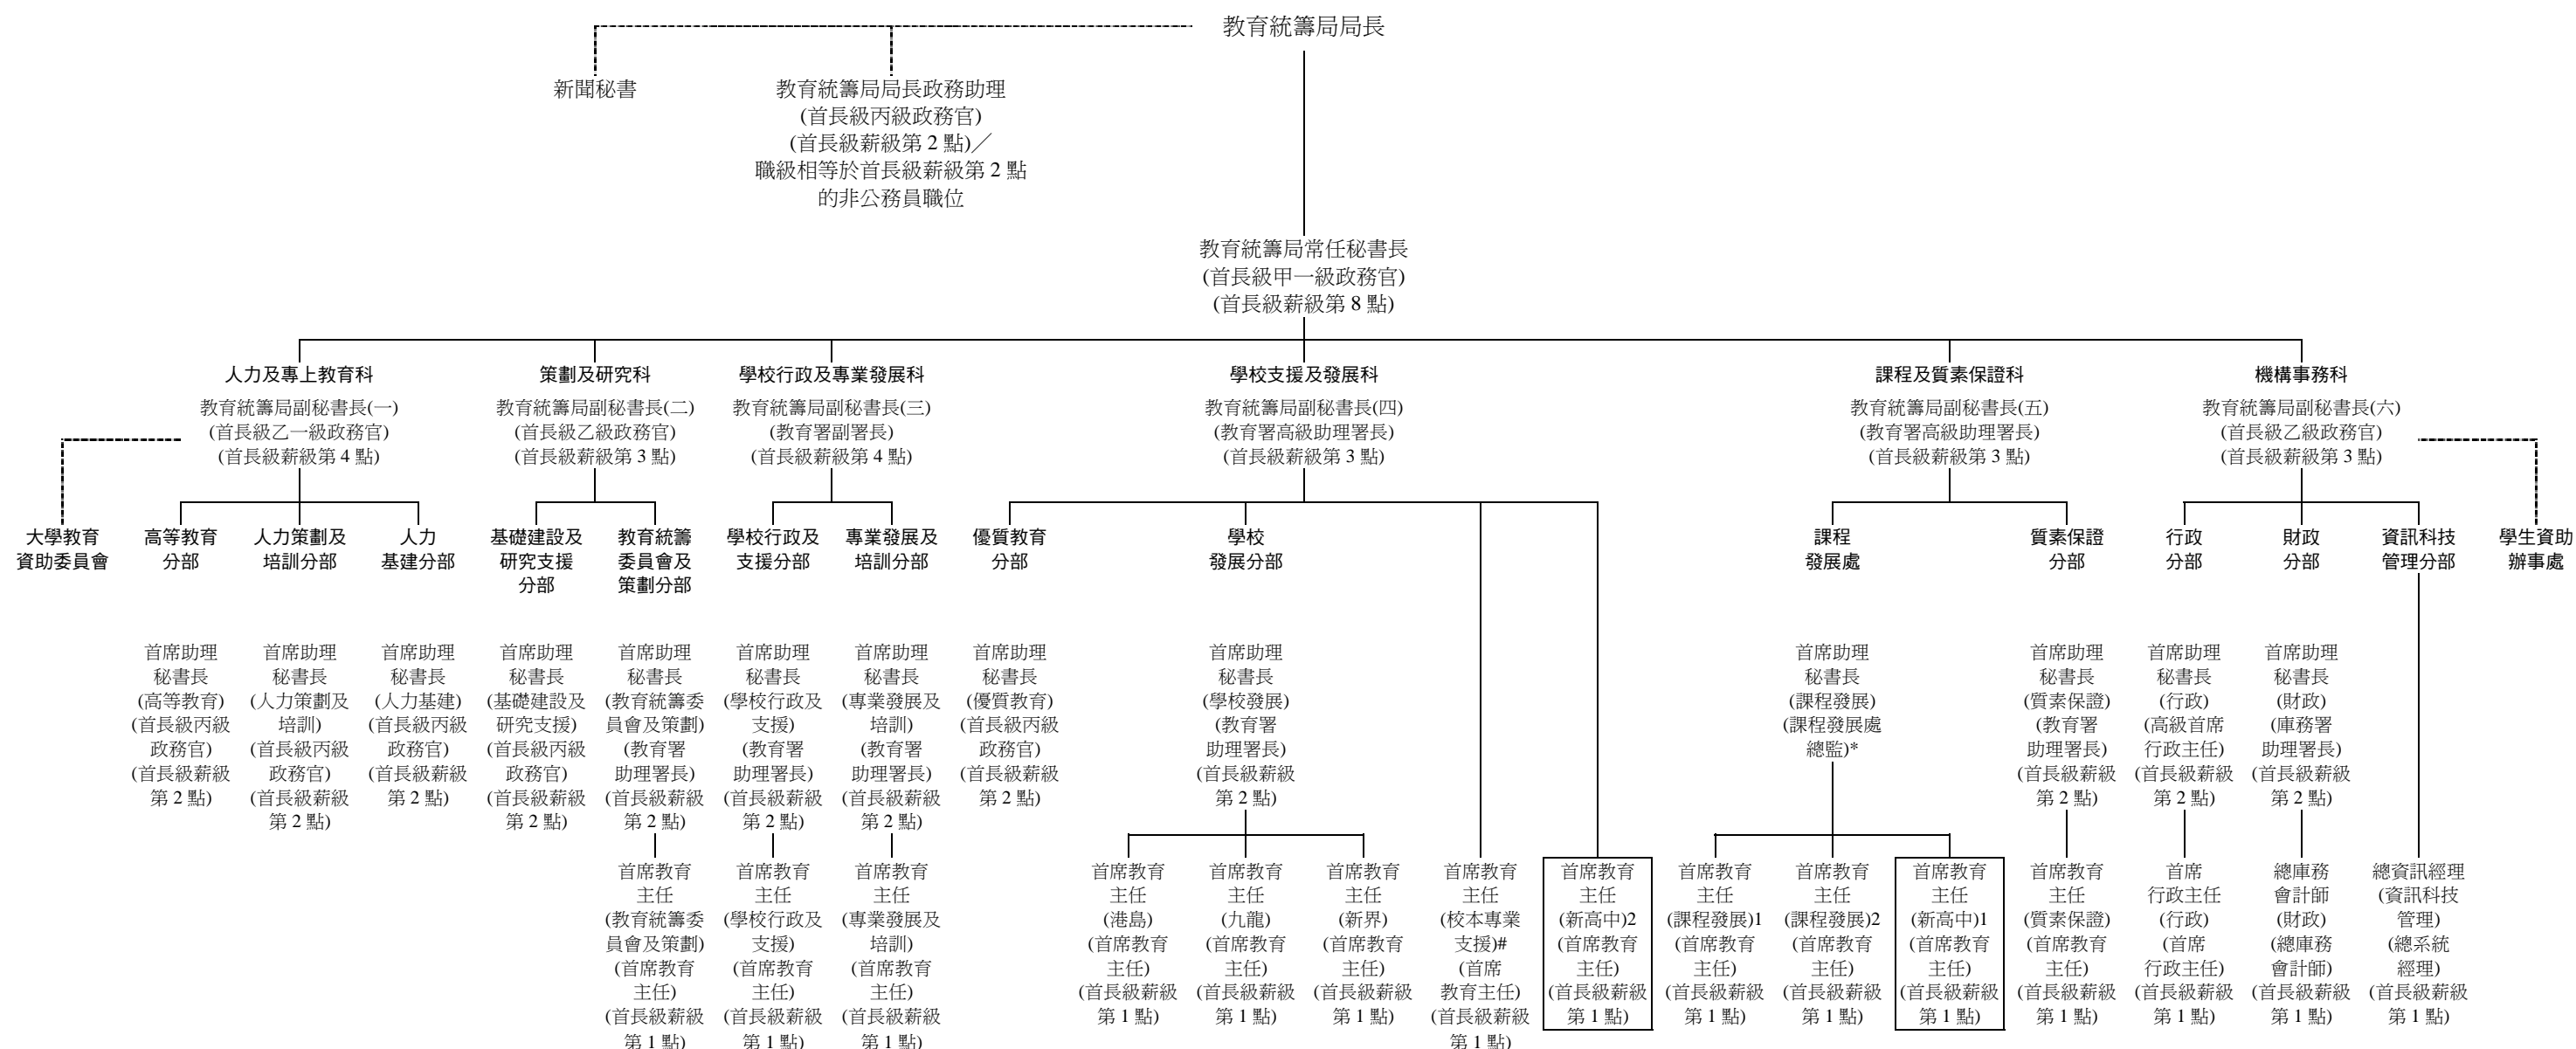 教育統籌局局長
新聞秘書
教育統籌局局長政務助理
(首長級丙級政務官)
(首長級薪級第 2 點)／
職級相等於首長級薪級第 2 點
的非公務員職位
教育統籌局常任秘書長
(首長級甲一級政務官)
(首長級薪級第 8 點)
人力及專上教育科
教育統籌局副秘書長(一)
(首長級乙一級政務官)
(首長級薪級第 4 點)
策劃及研究科
教育統籌局副秘書長(二)
(首長級乙級政務官)
(首長級薪級第 3 點)
學校行政及專業發展科
教育統籌局副秘書長(三)
(教育署副署長)
(首長級薪級第 4 點)
學校支援及發展科
教育統籌局副秘書長(四)
(教育署高級助理署長)
(首長級薪級第 3 點)
課程及質素保證科
教育統籌局副秘書長(五)
(教育署高級助理署長)
(首長級薪級第 3 點)
機構事務科
教育統籌局副秘書長(六)
(首長級乙級政務官)
(首長級薪級第 3 點)
大學教育
資助委員會
高等教育
分部
人力策劃及
培訓分部
人力
基建分部
基礎建設及
研究支援
分部
教育統籌
委員會及
策劃分部
學校行政及
支援分部
專業發展及
培訓分部
優質教育
分部
學校
發展分部
課程
發展處
質素保證
分部
行政
分部
財政
分部
資訊科技
管理分部
學生資助
辦事處
首席助理
秘書長
(高等教育)
(首長級丙級
政務官)
(首長級薪級
第 2 點)
首席助理
秘書長
(人力策劃及
培訓)
(首長級丙級
政務官)
(首長級薪級
第 2 點)
首席助理
秘書長
(人力基建)
(首長級丙級
政務官)
(首長級薪級
第 2 點)
首席助理
秘書長
(基礎建設及
研究支援)
(首長級丙級
政務官)
(首長級薪級
第 2 點)
首席助理
秘書長
(教育統籌委
員會及策劃)
(教育署
助理署長)
(首長級薪級
第 2 點)
首席助理
秘書長
(學校行政及
支援)
(教育署
助理署長)
(首長級薪級
第 2 點)
首席助理
秘書長
(專業發展及
培訓)
(教育署
助理署長)
(首長級薪級
第 2 點)
首席助理
秘書長
(優質教育)
(首長級丙級
政務官)
(首長級薪級
第 2 點)
首席助理
秘書長
(學校發展)
(教育署
助理署長)
(首長級薪級
第 2 點)
首席助理
秘書長
(課程發展)
(課程發展處
總監)*
首席助理
秘書長
(質素保證)
(教育署
助理署長)
(首長級薪級
第 2 點)
首席助理
秘書長
(行政)
(高級首席
行政主任)
(首長級薪級
第 2 點)
首席助理
秘書長
(財政)
(庫務署
助理署長)
(首長級薪級
第 2 點)
首席教育
主任
(教育統籌委
員會及策劃)
(首席教育
主任)
(首長級薪級
第 1 點)
首席教育
主任
(學校行政及
支援)
(首席教育
主任)
(首長級薪級
第 1 點)
首席教育
主任
(專業發展及
培訓)
(首席教育
主任)
(首長級薪級
第 1 點)
首席教育
主任
(港島)
(首席教育
主任)
(首長級薪級
第 1 點)
首席教育
主任
(九龍)
(首席教育
主任)
(首長級薪級
第 1 點)
首席教育
主任
(新界)
(首席教育
主任)
(首長級薪級
第 1 點)
首席教育
主任
(校本專業
支援)#
(首席
教育主任)
(首長級薪級
第 1 點)
首席教育
主任
(新高中)2
(首席教育
主任)
(首長級薪級
第 1 點)
首席教育
主任
(課程發展)1
(首席教育
主任)
(首長級薪級
第 1 點)
首席教育
主任
(課程發展)2
(首席教育
主任)
(首長級薪級
第 1 點)
首席教育
主任
(新高中)1
(首席教育
主任)
(首長級薪級
第 1 點)
首席教育
主任
(質素保證)
(首席教育
主任)
(首長級薪級
第 1 點)
首席
行政主任
(行政)
(首席
行政主任)
(首長級薪級
第 1 點)
總庫務
會計師
(財政)
(總庫務
會計師)
(首長級薪級
第 1 點)
總資訊經理
(資訊科技
管理)
(總系統
經理)
(首長級薪級
第 1 點)